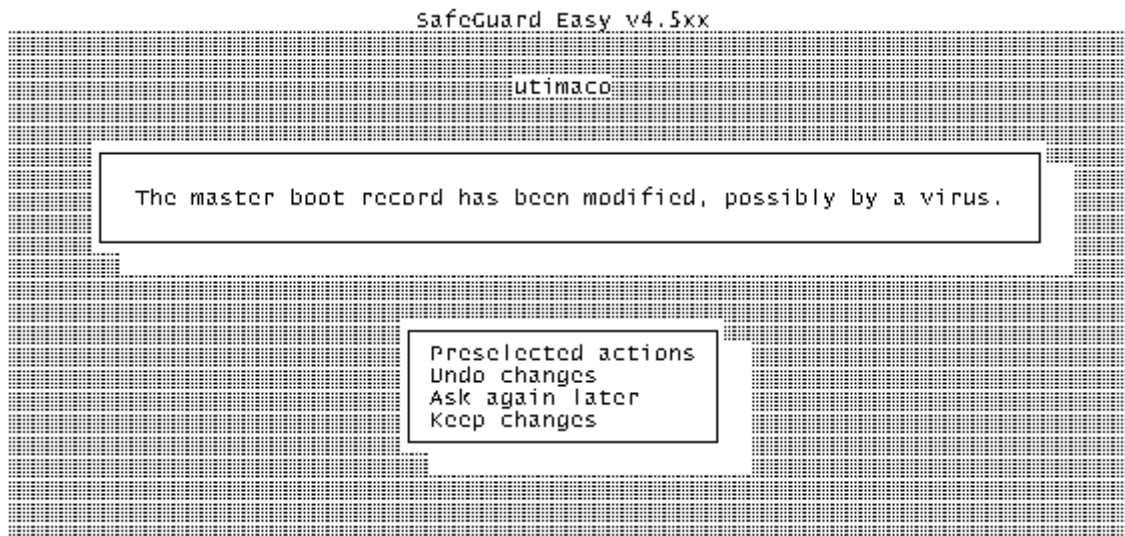 SafeGuard Easy v4.5xx
utimaco
The master boot record has been modified, possibly by a virus.
Preselected actions
Undo changes
Ask again later
Keep changes